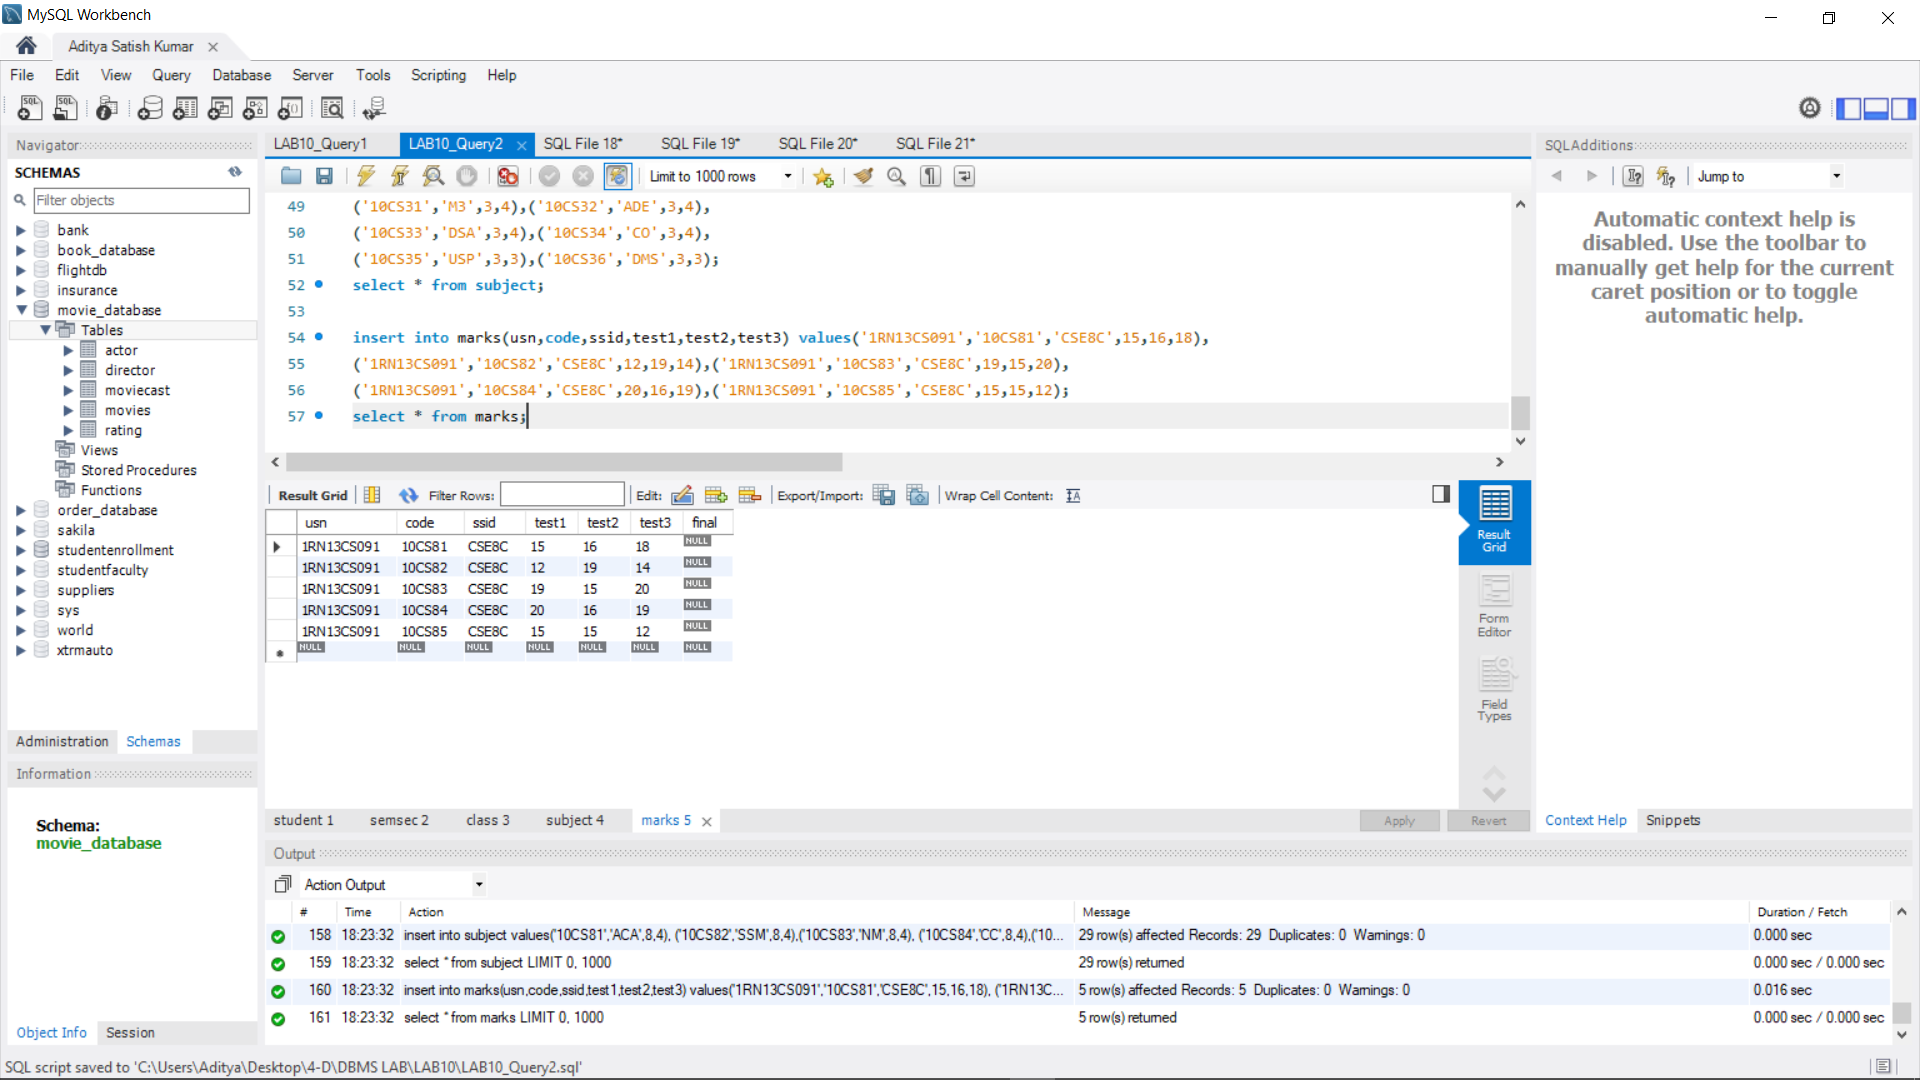 MySQL Workbench
Aditya Satish Kumar
File Edit View Query Database Server Tools Scripting Help
Navigator
SCHEMAS
Filter objects
bank
book_database
flightdb
insurance
movie_database
Tables
actor
director
moviecast
movies
rating
Views
Stored Procedures
Functions
order_database
sakila
studentenrollment
studentfaculty
suppliers
sys
world
xtrmauto
Administration Schemas
Information
Schema:
movie_database
Object Info Session
LAB10_Query1 LAB10_Query2 SQL File 18* SQL File 19* SQL File 20* SQL File 21*
Limit to 1000 rows
49 ('10CS31','M3',3,4),('10CS32','ADE',3,4),
50 ('10CS33','DSA',3,4),('10CS34','CO',3,4),
51 ('10CS35','USP',3,3),('10CS36','DMS',3,3);
52 select * from subject;
53
54 insert into marks(usn,code,ssid,test1,test2,test3) values('1RN13CS091','10CS81','CSE8C',15,16,18),
55 ('1RN13CS091','10CS82','CSE8C',12,19,14),('1RN13CS091','10CS83','CSE8C',19,15,20),
56 ('1RN13CS091','10CS84','CSE8C',20,16,19),('1RN13CS091','10CS85','CSE8C',15,15,12);
57 select * from marks;
Result Grid Filter Rows: Edit: Export/Import: Wrap Cell Content:
usn code ssid test1 test2 test3 final
1RN13CS091 10CS81 CSE8C 15 16 18 NULL
1RN13CS091 10CS82 CSE8C 12 19 14 NULL
1RN13CS091 10CS83 CSE8C 19 15 20 NULL
1RN13CS091 10CS84 CSE8C 20 16 19 NULL
1RN13CS091 10CS85 CSE8C 15 15 12 NULL
NULL NULL NULL NULL NULL NULL NULL
Result
Grid
Form
Editor
Field
Types
student 1 semsec 2 class 3 subject 4 marks 5 Apply Revert
SQLAdditions
Jump to
Automatic context help is
disabled. Use the toolbar to
manually get help for the current
caret position or to toggle
automatic help.
Context Help Snippets
Output
Action Output
# Time Action Message Duration / Fetch
158 18:23:32 insert into subject values('10CS81','ACA',8,4), ('10CS82','SSM',8,4),('10CS83','NM',8,4), ('10CS84','CC',8,4),('10... 29 row(s) affected Records: 29 Duplicates: 0 Warnings: 0 0.000 sec
159 18:23:32 select * from subject LIMIT 0, 1000 29 row(s) returned 0.000 sec / 0.000 sec
160 18:23:32 insert into marks(usn,code,ssid,test1,test2,test3) values('1RN13CS091','10CS81','CSE8C',15,16,18), ('1RN13C... 5 row(s) affected Records: 5 Duplicates: 0 Warnings: 0 0.016 sec
161 18:23:32 select * from marks LIMIT 0, 1000 5 row(s) returned 0.000 sec / 0.000 sec
SQL script saved to 'C:\Users\Aditya\Desktop\4-D\DBMS LAB\LAB10\LAB10_Query2.sql'